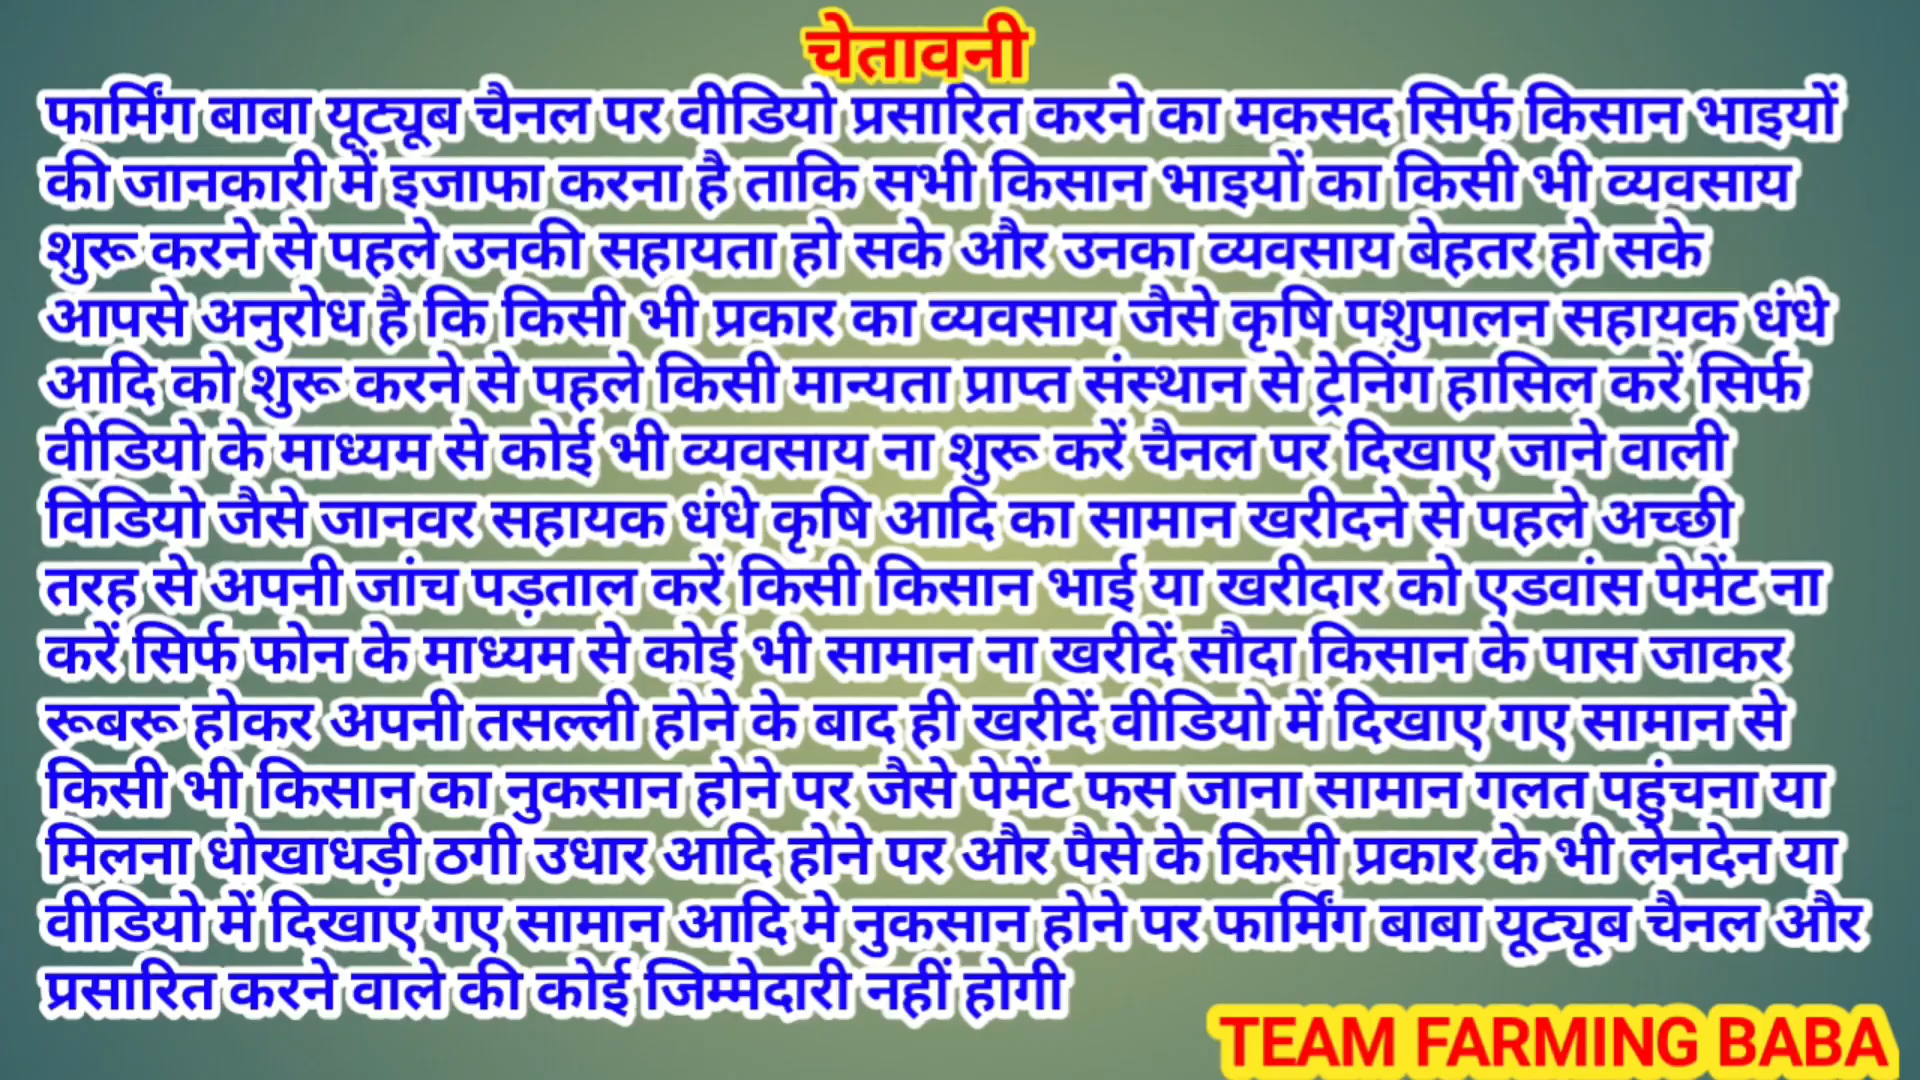 चेतावनी
फार्मिंग बाबा यूट्यूब चैनल पर वीडियो प्रसारित करने का मकसद सिर्फ किसान भाइयों
की जानकारी में इजाफा करना है ताकि सभी किसान भाइयों का किसी भी व्यवसाय
शुरू करने से पहले उनकी सहायता हो सके और उनका व्यवसाय बेहतर हो सके
आपसे अनुरोध है कि किसी भी प्रकार का व्यवसाय जैसे कृषि पशुपालन सहायक धंधे
आदि को शुरू करने से पहले किसी मान्यता प्राप्त संस्थान से ट्रेनिंग हासिल करें सिर्फ
वीडियो के माध्यम से कोई भी व्यवसाय ना शुरू करें चैनल पर दिखाए जाने वाली
विडियो जैसे जानवर सहायक धंधे कृषि आदि का सामान खरीदने से पहले अच्छी
तरह से अपनी जांच पड़ताल करें किसी किसान भाई या खरीदार को एडवांस पेमेंट ना
करें सिर्फ फोन के माध्यम से कोई भी सामान ना खरीदें सौदा किसान के पास जाकर
रूबरू होकर अपनी तसल्ली होने के बाद ही खरीदें वीडियो में दिखाए गए सामान से
किसी भी किसान का नुकसान होने पर जैसे पेमेंट फस जाना सामान गलत पहुंचना या
मिलना धोखाधड़ी ठगी उधार आदि होने पर और पैसे के किसी प्रकार के भी लेनदेन या
वीडियो में दिखाए गए सामान आदि मे नुकसान होने पर फार्मिंग बाबा यूट्यूब चैनल और
प्रसारित करने वाले की कोई जिम्मेदारी नहीं होगी
TEAM FARMING BABA